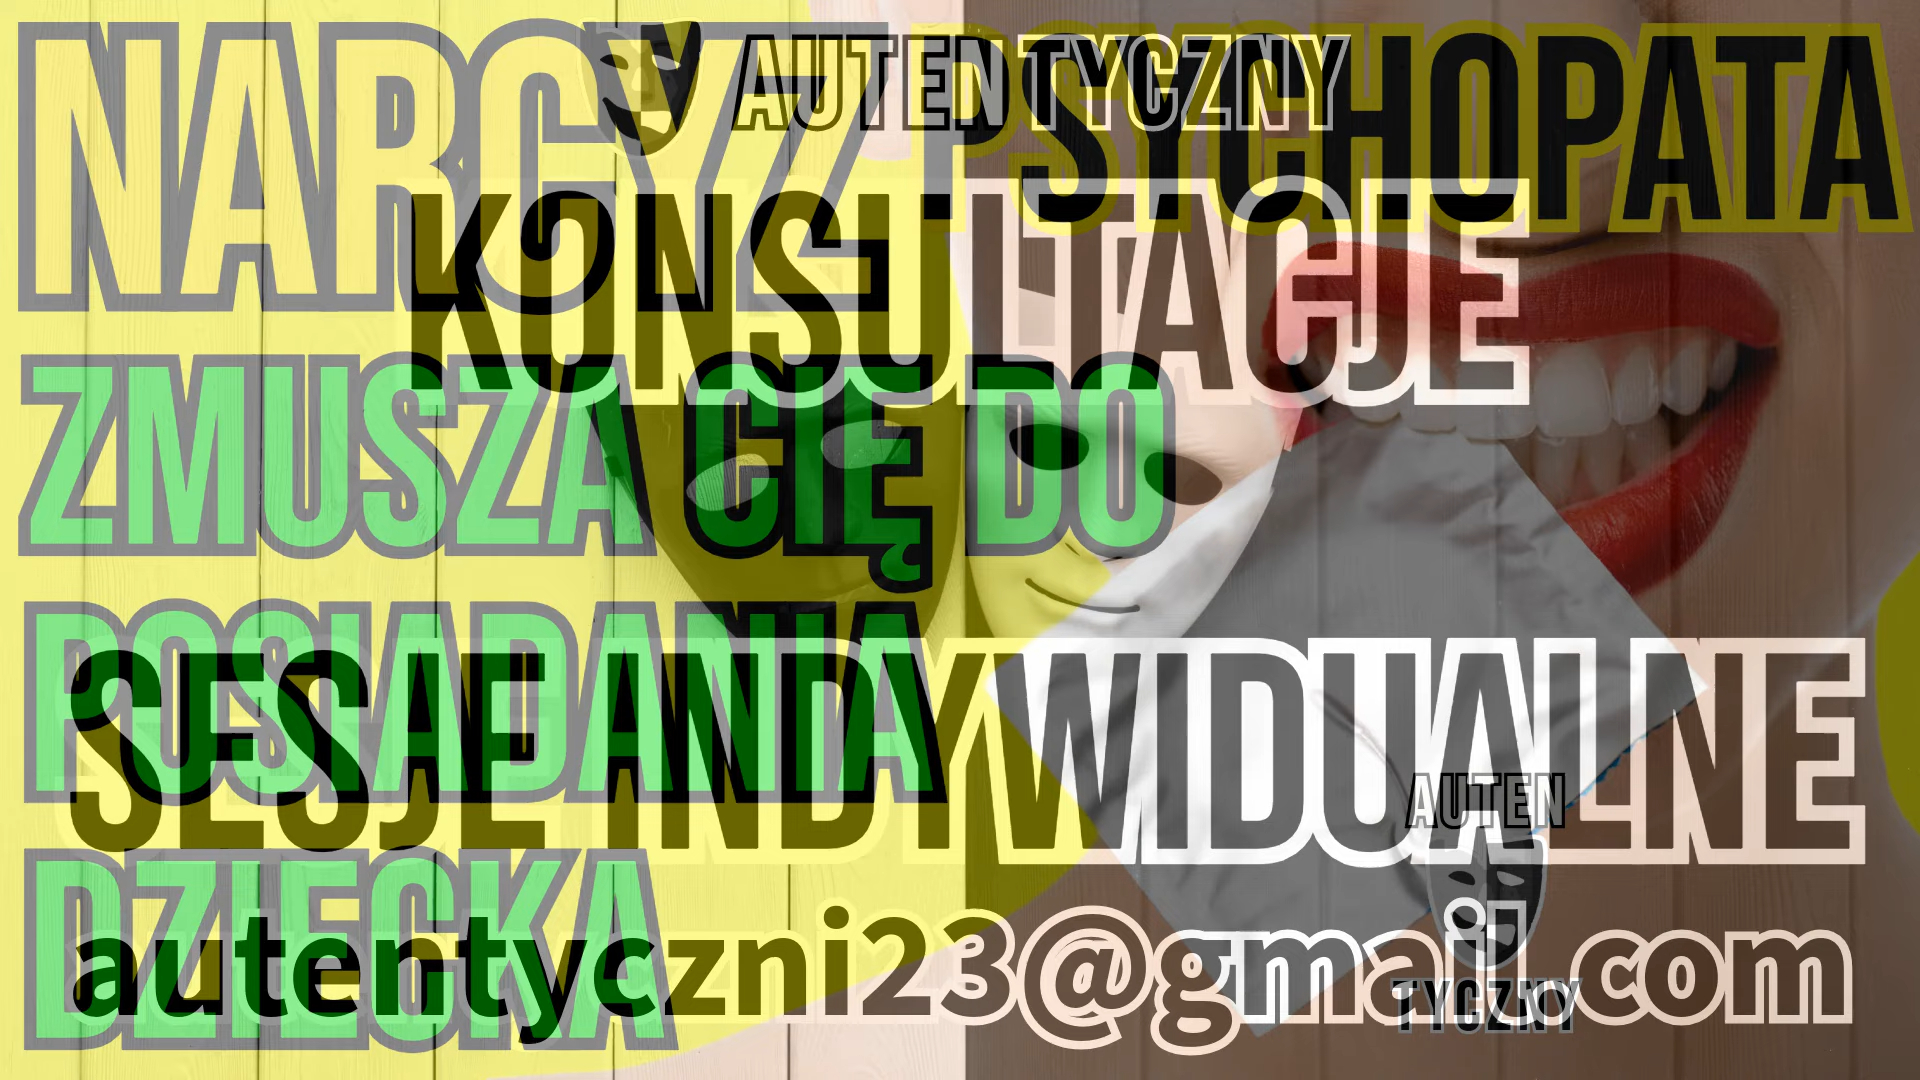 NARCYZ PSYCHOPATA
ZMUSZA CIĘ DO
POSIADANIA
DZIECKA
AUTENTYCZNY
KONSULTACJE
SESJE INDYWIDUALNE
autentyczni23@gmail.com
AUTEN
TYCZNY